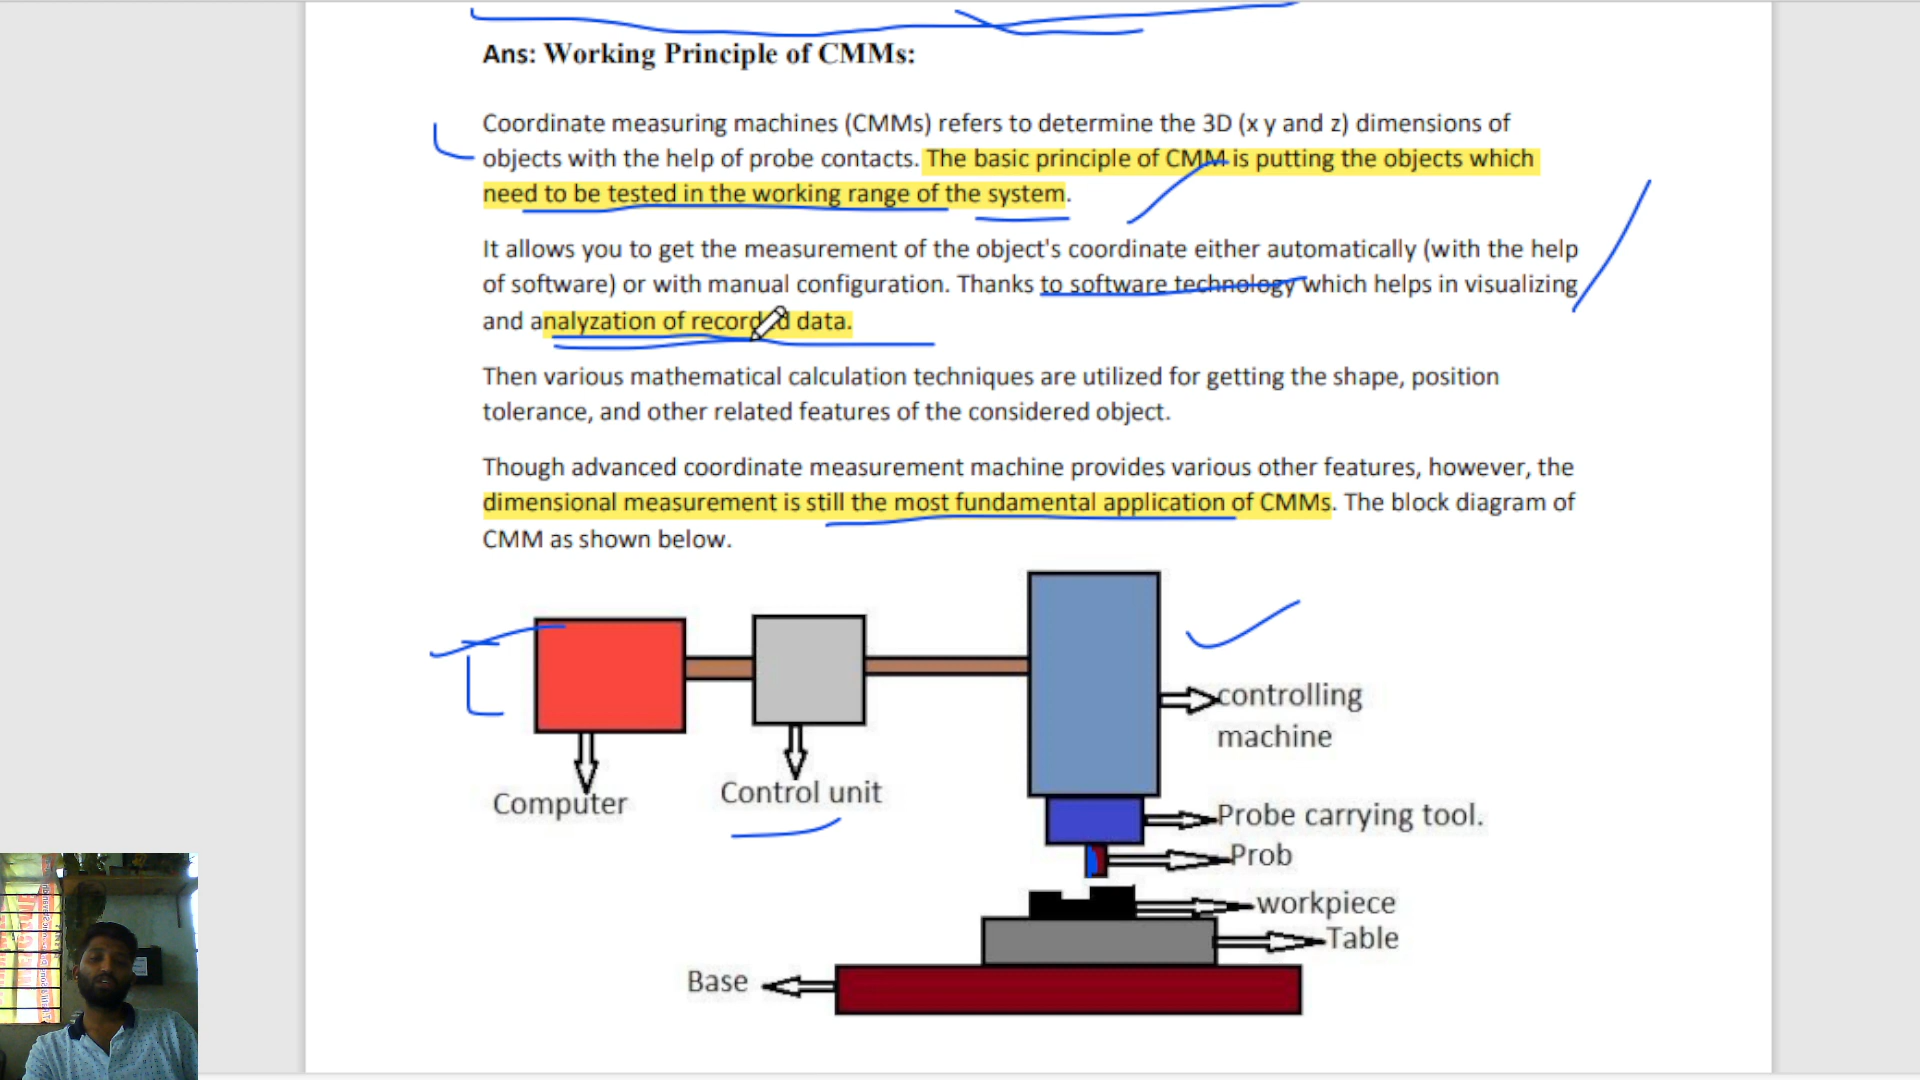 Ans: Working Principle of CMMs:
Coordinate measuring machines (CMMs) refers to determine the 3D (x y and z) dimensions of
objects with the help of probe contacts. The basic principle of CMM is putting the objects which
need to be tested in the working range of the system.
It allows you to get the measurement of the object's coordinate either automatically (with the help
of software) or with manual configuration. Thanks to software technology which helps in visualizing
and analyzation of recorded data.
Then various mathematical calculation techniques are utilized for getting the shape, position
tolerance, and other related features of the considered object.
Though advanced coordinate measurement machine provides various other features, however, the
dimensional measurement is still the most fundamental application of CMMs. The block diagram of
CMM as shown below.
controlling
machine
Computer
Control unit
Probe carrying tool.
Prob
workpiece
Table
Base